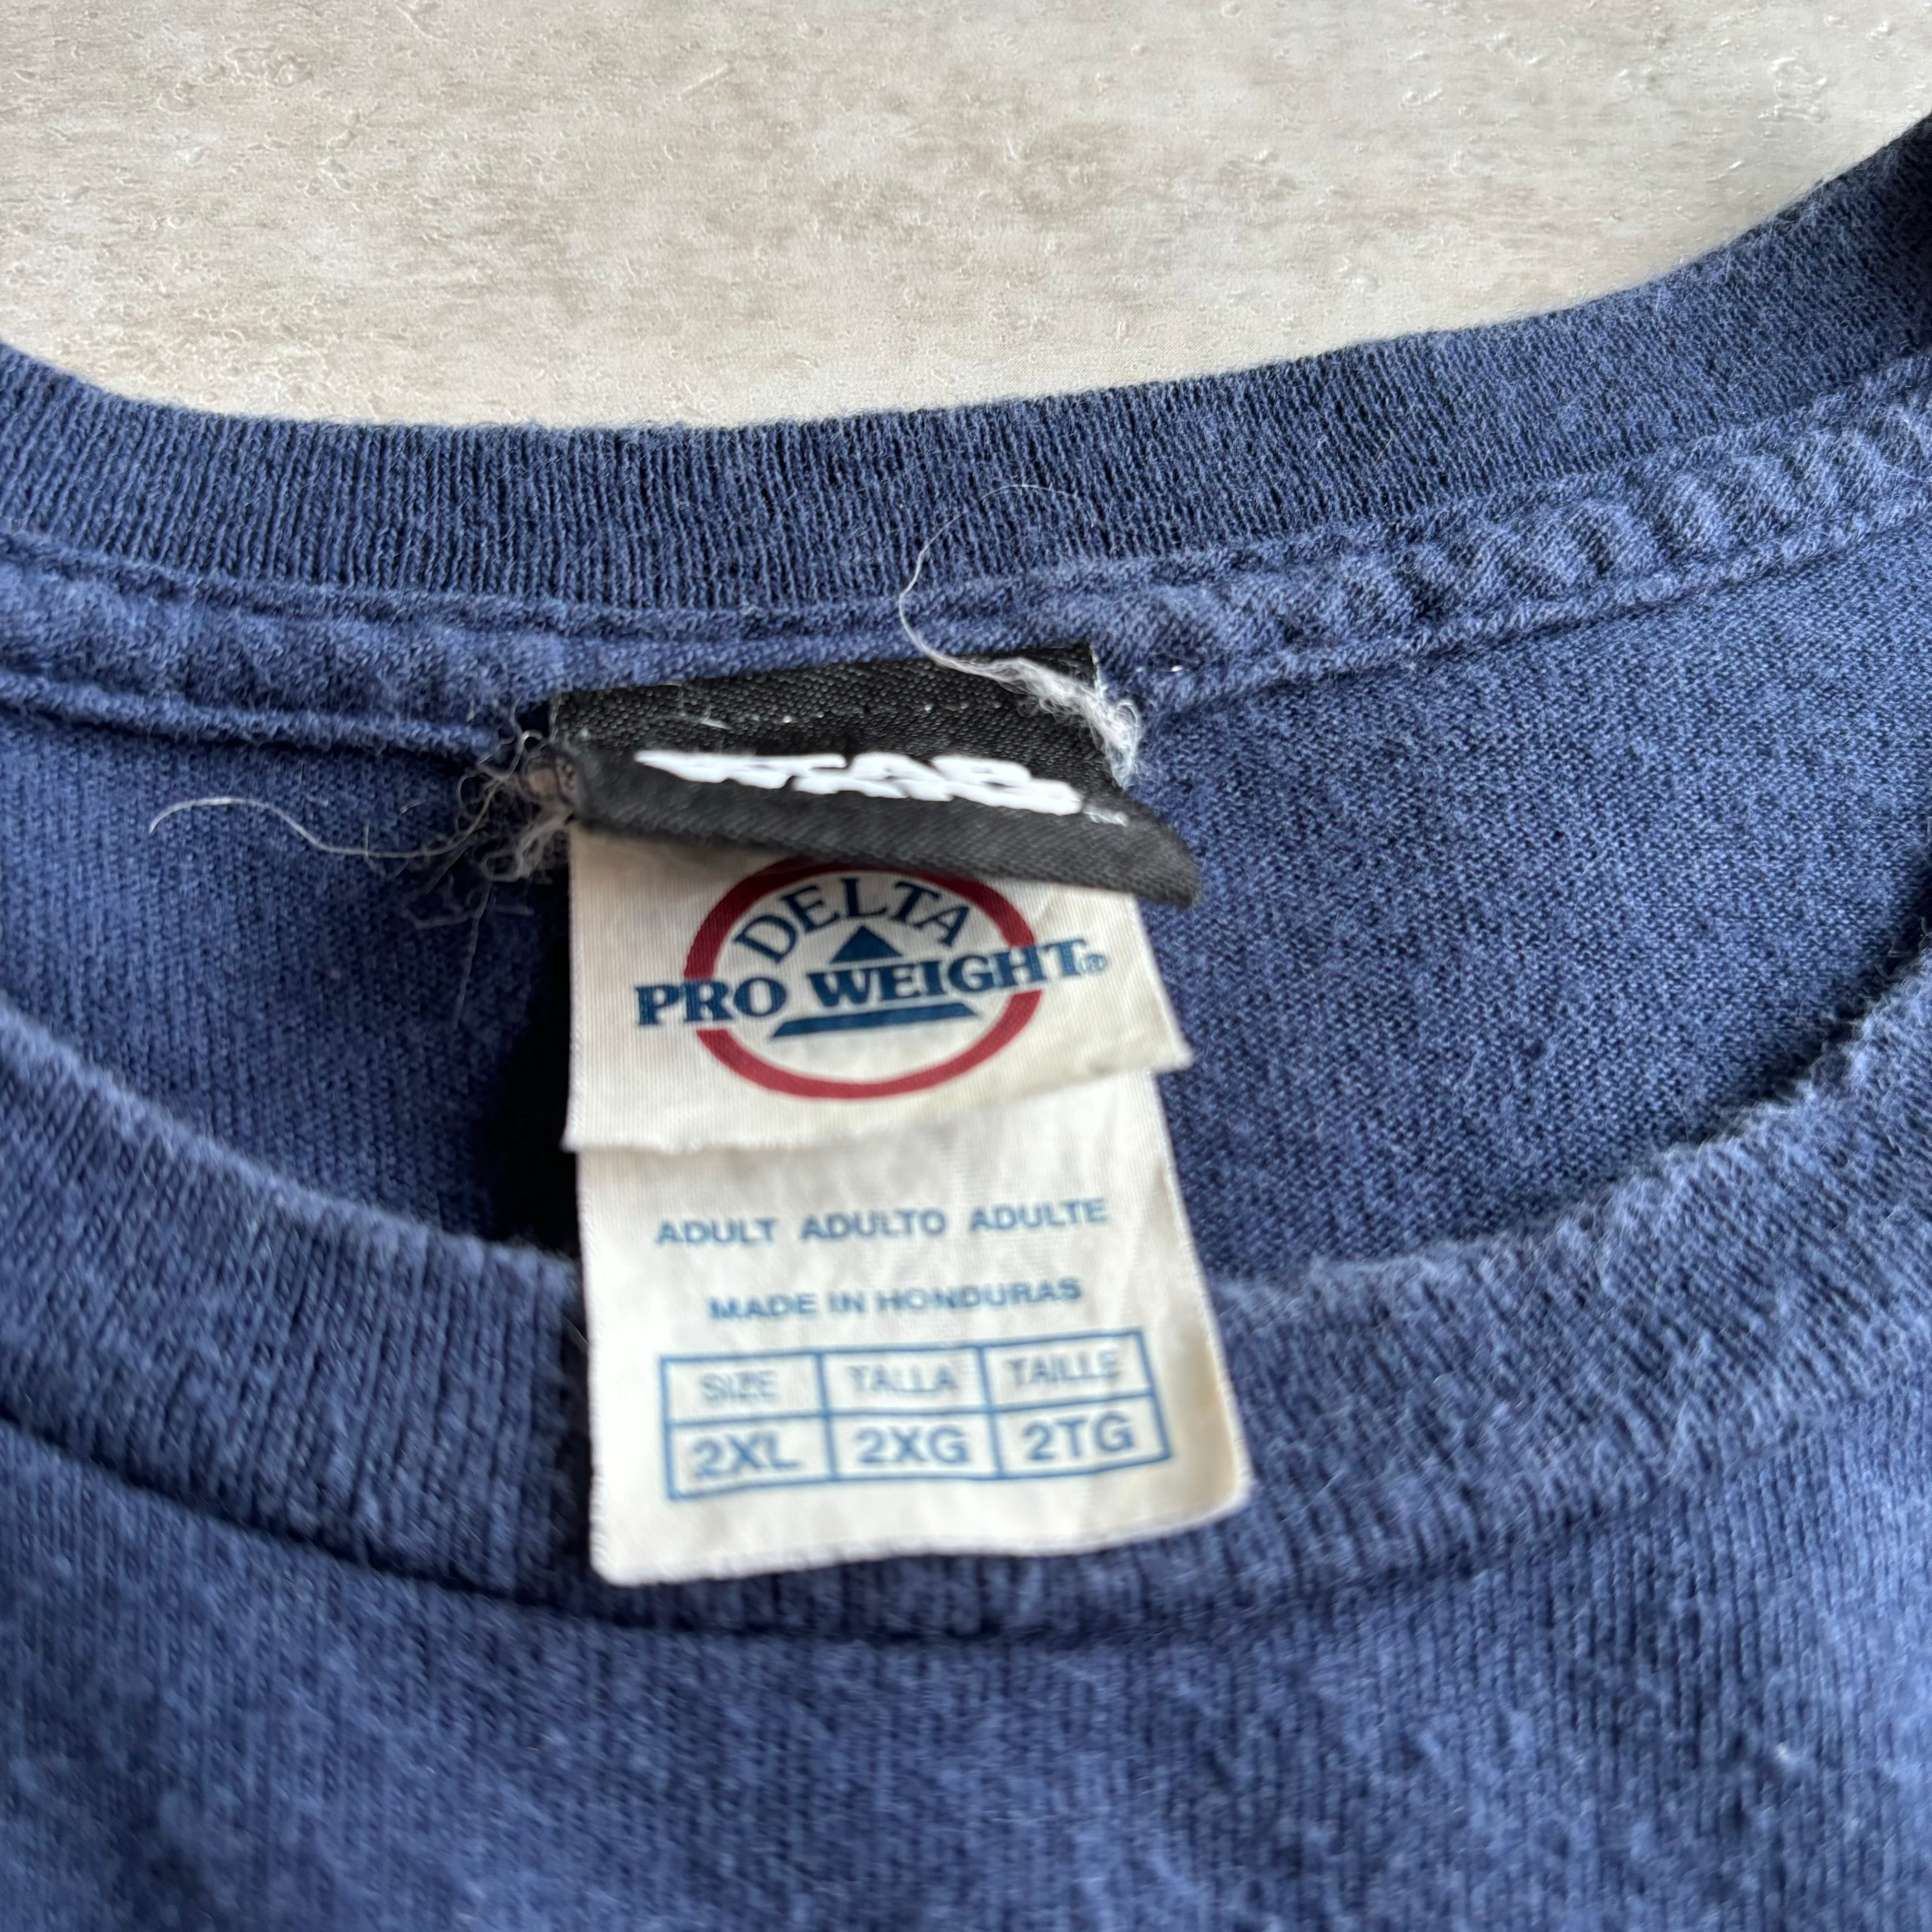 DELTA
PRO WEIGHT®
ADULT ADULTO ADULTE
MADE IN HONDURAS
SIZE TALLA TAILLE
2XL 2XG 2TG